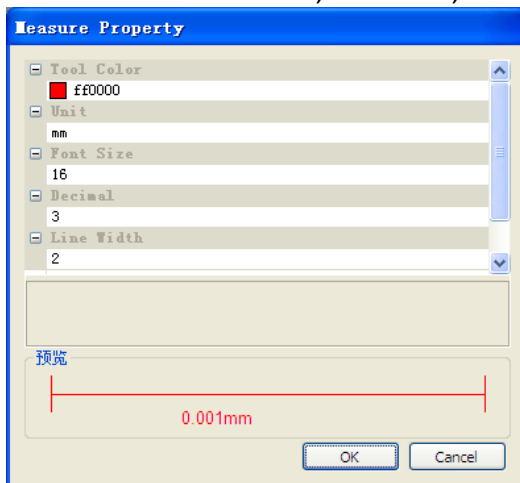 Measure Property
Tool Color
ff0000
Unit
mm
Font Size
16
Decimal
3
Line Width
2
预览
0.001mm
OK
Cancel